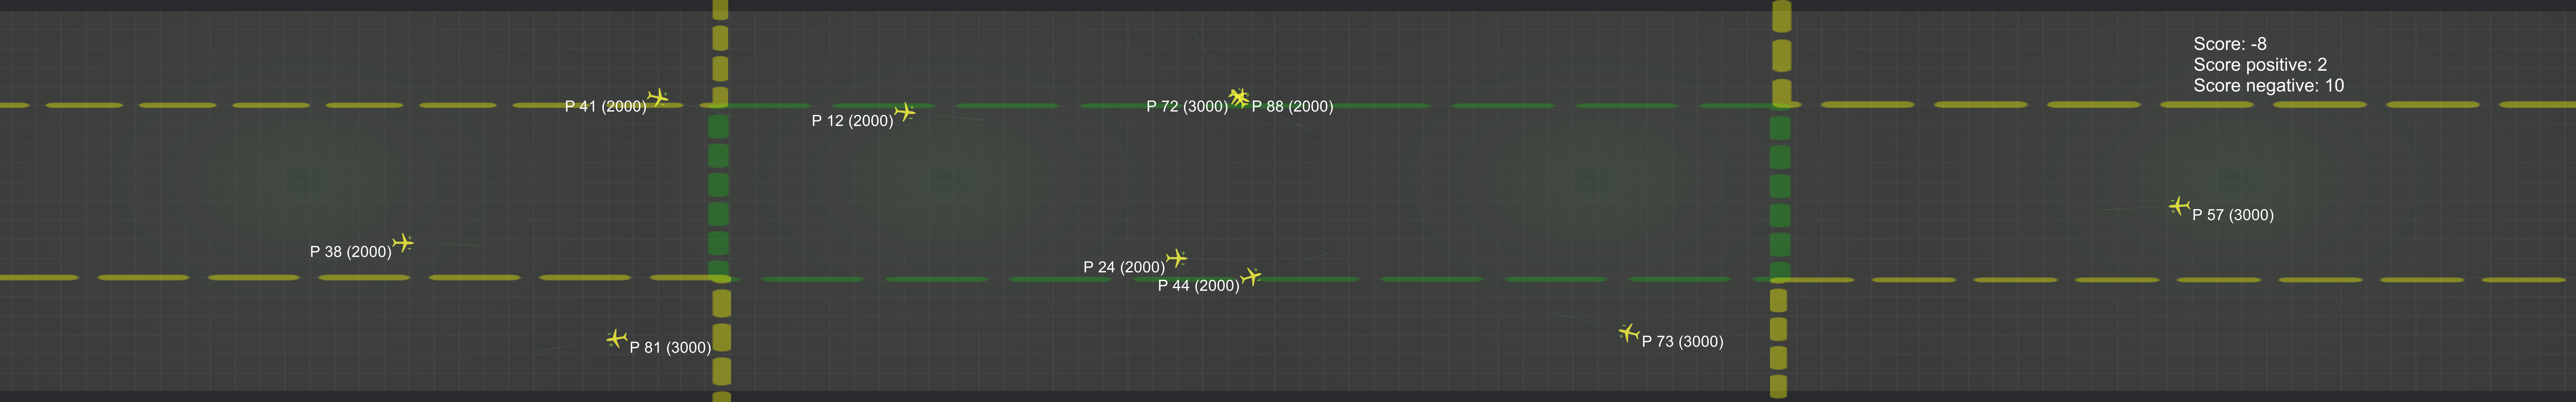 Score: -8
Score positive: 2
Score negative: 10
P 41 (2000)
P 12 (2000)
P 72 (3000)
P 88 (2000)
P 57 (3000)
P 38 (2000)
P 24 (2000)
P 44 (2000)
P 81 (3000)
P 73 (3000)